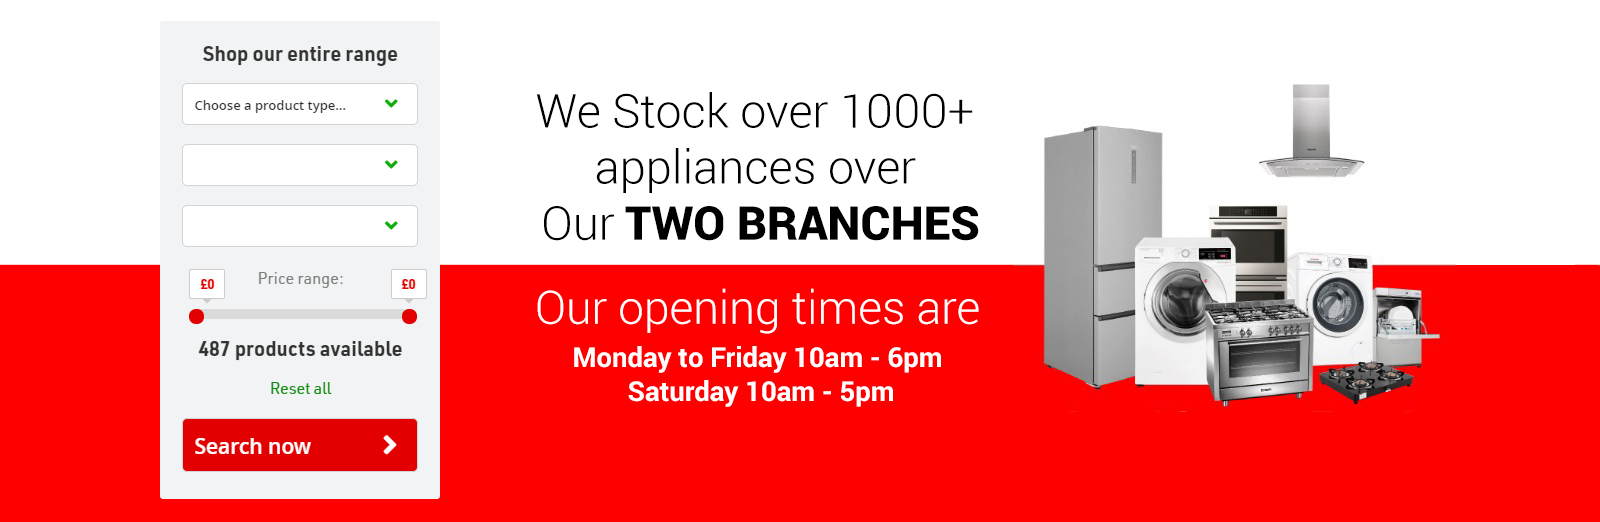 Shop our entire range
Choose a product type...
£0
Price range:
£0
487 products available
Reset all
Search now
We Stock over 1000+
appliances over
Our TWO BRANCHES
Our opening times are
Monday to Friday 10am - 6pm
Saturday 10am - 5pm